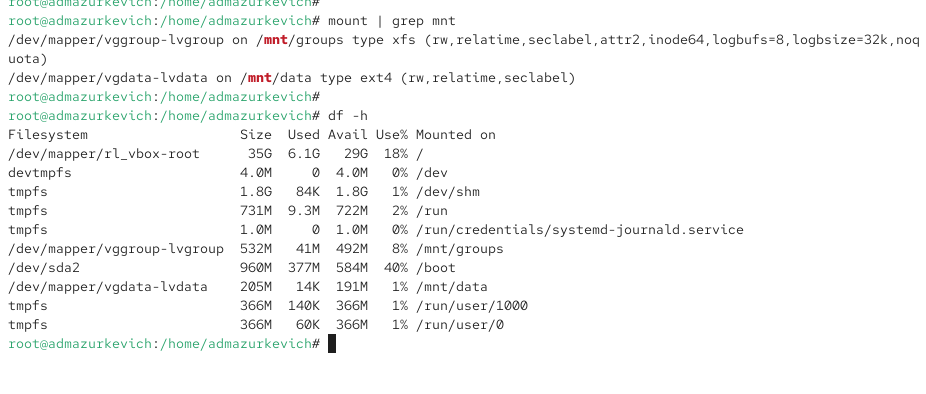 root@admazurkevich:/home/admazurkevich#
root@admazurkevich:/home/admazurkevich# mount | grep mnt
/dev/mapper/vggroup-lvgroup on /mnt/groups type xfs (rw,relatime,seclabel,attr2,inode64,logbufs=8,logbsize=32k,noq
uota)
/dev/mapper/vgdata-lvdata on /mnt/data type ext4 (rw,relatime,seclabel)
root@admazurkevich:/home/admazurkevich#
root@admazurkevich:/home/admazurkevich# df -h
Filesystem                   Size  Used Avail Use% Mounted on
/dev/mapper/rl_vbox-root      35G  6.1G   29G  18% /
devtmpfs                     4.0M     0  4.0M   0% /dev
tmpfs                        1.8G   84K  1.8G   1% /dev/shm
tmpfs                        731M  9.3M  722M   2% /run
tmpfs                        1.0M     0  1.0M   0% /run/credentials/systemd-journald.service
/dev/mapper/vggroup-lvgroup  532M   41M  492M   8% /mnt/groups
/dev/sda2                    960M  377M  584M  40% /boot
/dev/mapper/vgdata-lvdata    205M   14K  191M   1% /mnt/data
tmpfs                        366M  140K  366M   1% /run/user/1000
tmpfs                        366M   60K  366M   1% /run/user/0
root@admazurkevich:/home/admazurkevich#